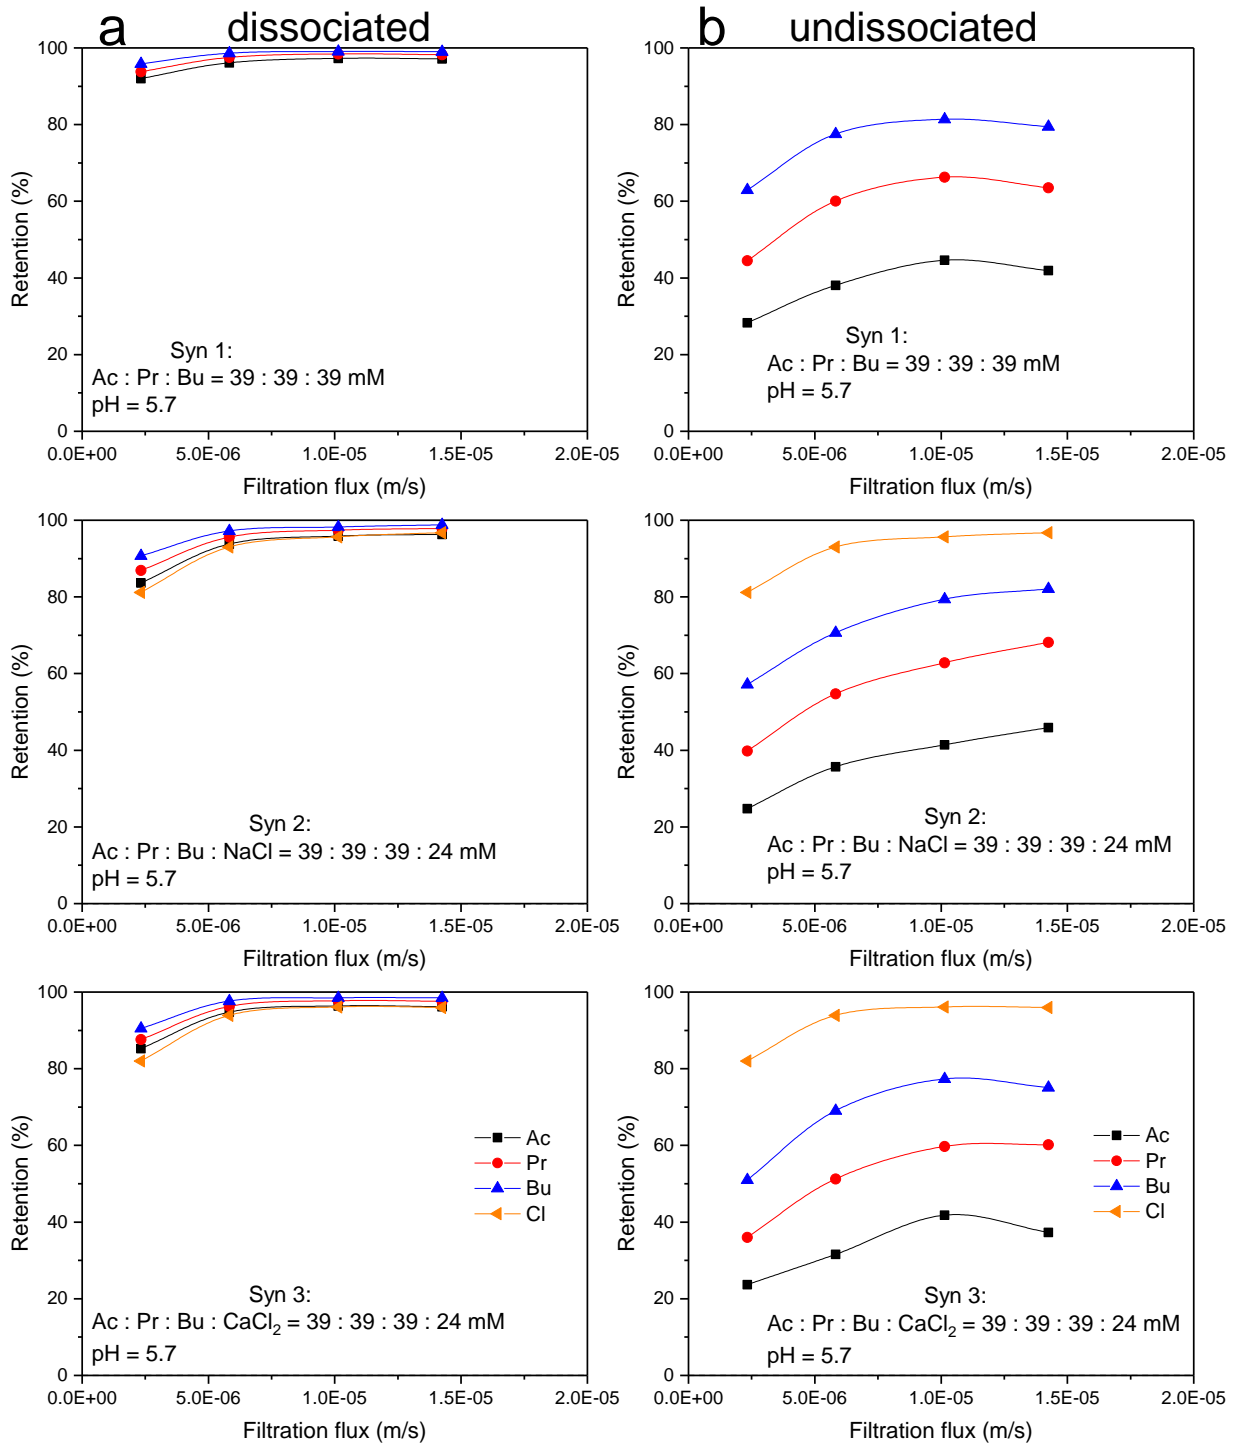 a dissociated
100
80
60
40
20
0
Retention (%)
Syn 1:
Ac : Pr : Bu = 39 : 39 : 39 mM
pH = 5.7
0.0E+00 5.0E-06 1.0E-05 1.5E-05 2.0E-05
Filtration flux (m/s)
b undissociated
100
80
60
40
20
0
Retention (%)
Syn 1:
Ac : Pr : Bu = 39 : 39 : 39 mM
pH = 5.7
0.0E+00 5.0E-06 1.0E-05 1.5E-05 2.0E-05
Filtration flux (m/s)
100
80
60
40
20
0
Retention (%)
Syn 2:
Ac : Pr : Bu : NaCl = 39 : 39 : 39 : 24 mM
pH = 5.7
0.0E+00 5.0E-06 1.0E-05 1.5E-05 2.0E-05
Filtration flux (m/s)
100
80
60
40
20
0
Retention (%)
Syn 2:
Ac : Pr : Bu : NaCl = 39 : 39 : 39 : 24 mM
pH = 5.7
0.0E+00 5.0E-06 1.0E-05 1.5E-05 2.0E-05
Filtration flux (m/s)
100
80
60
40
20
0
Retention (%)
Ac
Pr
Bu
Cl
Syn 3:
Ac : Pr : Bu : CaCl₂ = 39 : 39 : 39 : 24 mM
pH = 5.7
0.0E+00 5.0E-06 1.0E-05 1.5E-05 2.0E-05
Filtration flux (m/s)
100
80
60
40
20
0
Retention (%)
Ac
Pr
Bu
Cl
Syn 3:
Ac : Pr : Bu : CaCl₂ = 39 : 39 : 39 : 24 mM
pH = 5.7
0.0E+00 5.0E-06 1.0E-05 1.5E-05 2.0E-05
Filtration flux (m/s)